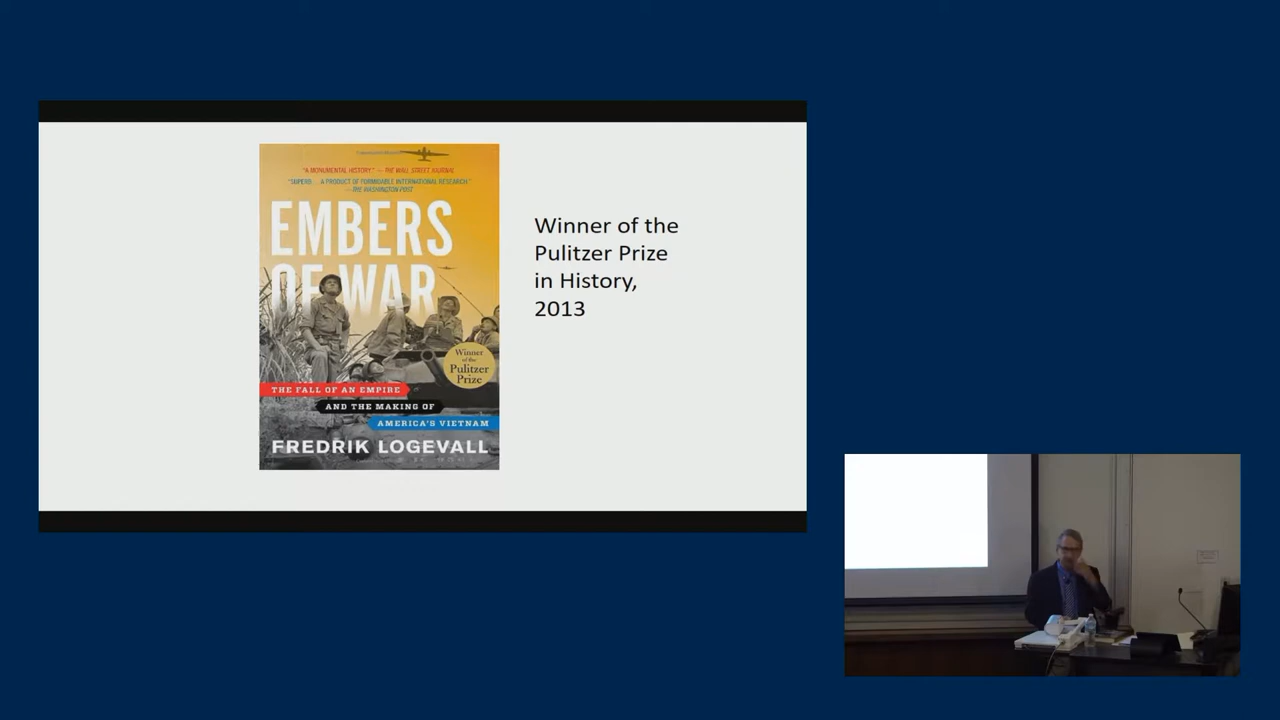 "A MONUMENTAL HISTORY." —THE WALL STREET JOURNAL
"SUPERB... A PRODUCT OF FORMIDABLE INTERNATIONAL RESEARCH."
—THE WASHINGTON POST
EMBERS
OF WAR
Winner
of the
Pulitzer
Prize
THE FALL OF AN EMPIRE
AND THE MAKING OF
AMERICA'S VIETNAM
FREDRIK LOGEVALL
Winner of the
Pulitzer Prize
in History,
2013